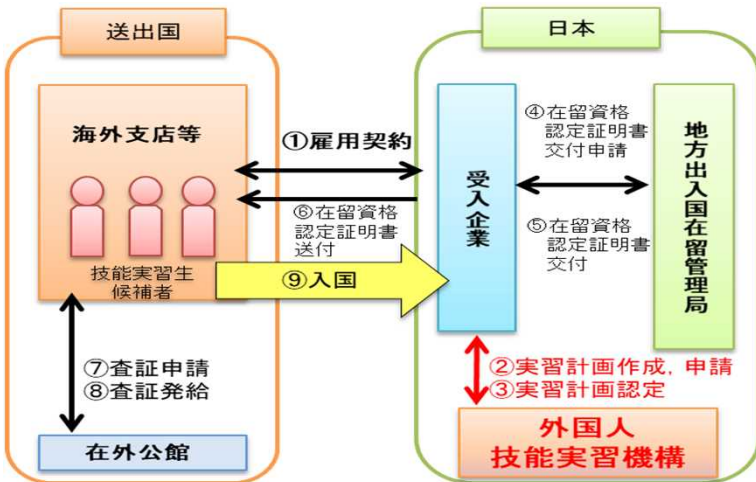 送出国
海外支店等
技能実習生
候補者
⑦査証申請
⑧査証発給
在外公館
①雇用契約
⑥在留資格
認定証明書
送付
⑨入国
日本
受入企業
④在留資格
認定証明書
交付申請
⑤在留資格
認定証明書
交付
地方出入国在留管理局
②実習計画作成，申請
③実習計画認定
外国人
技能実習機構